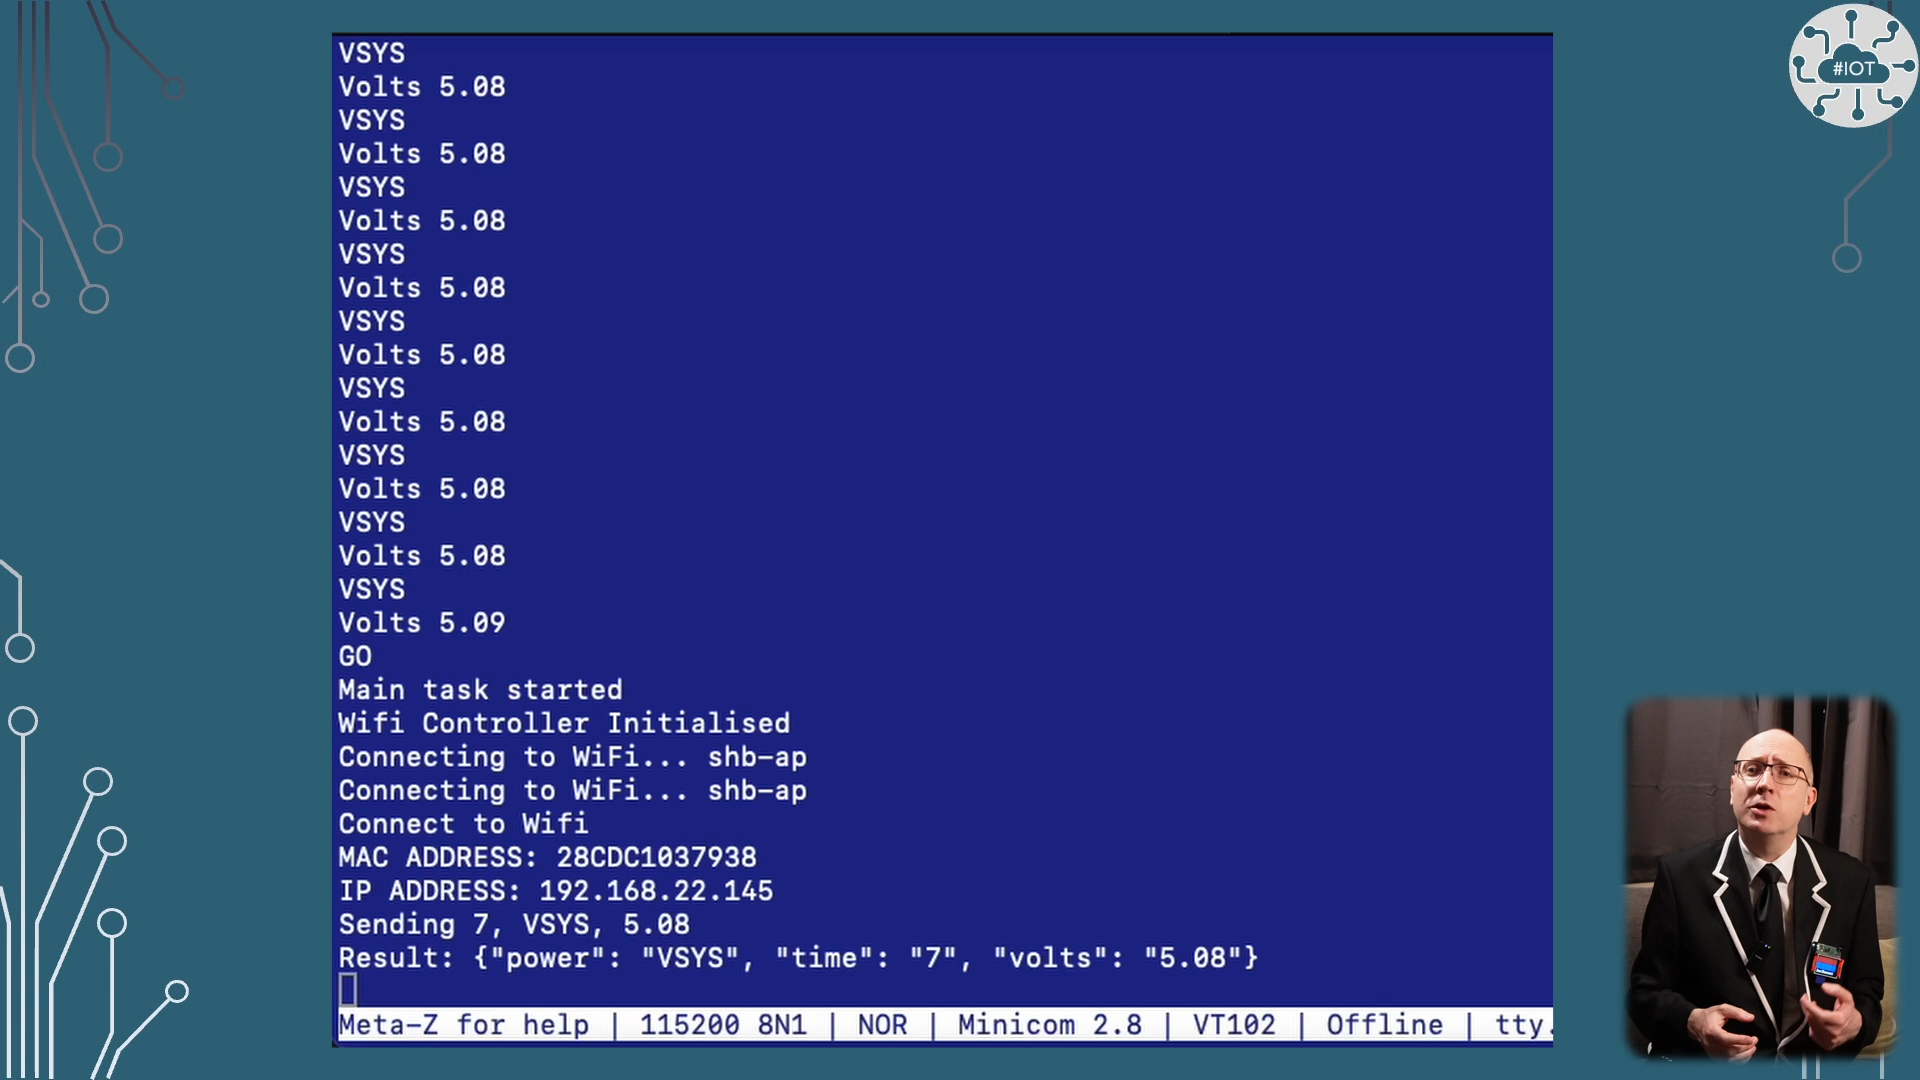 #IOT
VSYS
Volts 5.08
VSYS
Volts 5.08
VSYS
Volts 5.08
VSYS
Volts 5.08
VSYS
Volts 5.08
VSYS
Volts 5.08
VSYS
Volts 5.08
VSYS
Volts 5.08
VSYS
Volts 5.09
GO
Main task started
Wifi Controller Initialised
Connecting to WiFi... shb-ap
Connecting to WiFi... shb-ap
Connect to Wifi
MAC ADDRESS: 28CDC1037938
IP ADDRESS: 192.168.22.145
Sending 7, VSYS, 5.08
Result: {"power": "VSYS", "time": "7", "volts": "5.08"}
Meta-Z for help | 115200 8N1 | NOR | Minicom 2.8 | VT102 | Offline | tty.